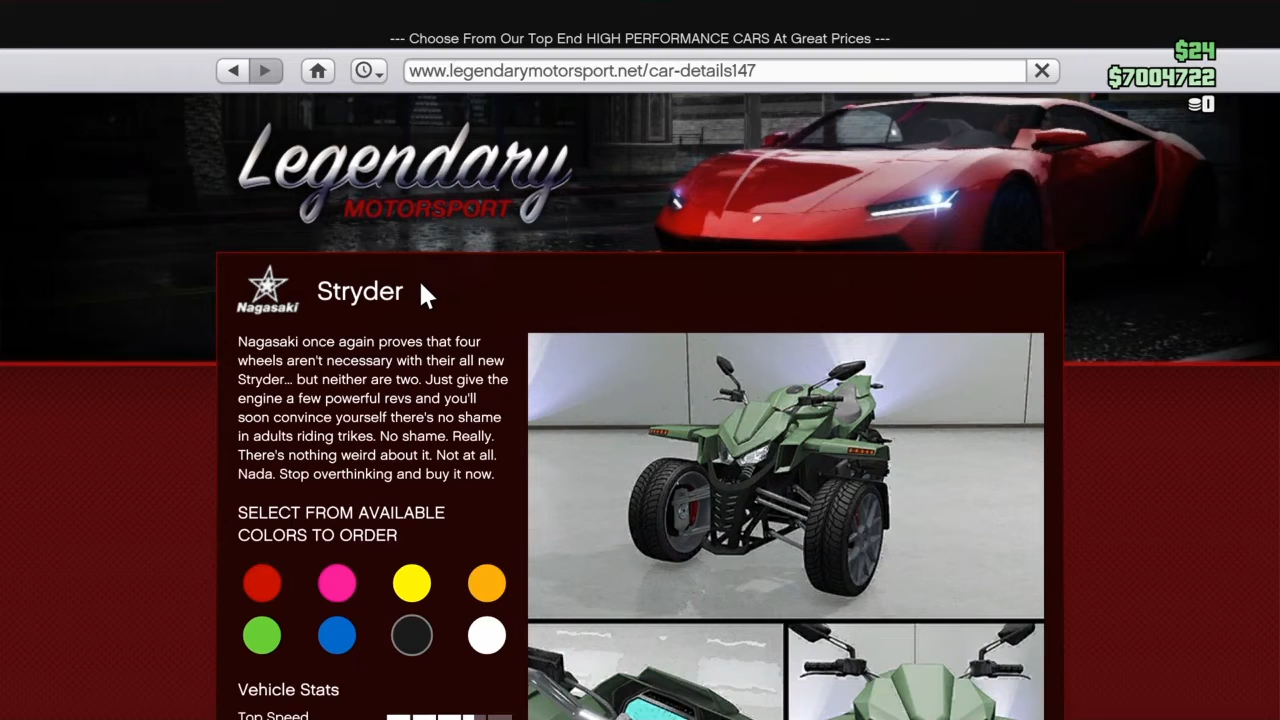 --- Choose From Our Top End HIGH PERFORMANCE CARS At Great Prices ---
$24
www.legendarymotorsport.net/car-details147
$7004722
0
Legendary
MOTORSPORT
Nagasaki
Stryder
Nagasaki once again proves that four
wheels aren't necessary with their all new
Stryder... but neither are two. Just give the
engine a few powerful revs and you'll
soon convince yourself there's no shame
in adults riding trikes. No shame. Really.
There's nothing weird about it. Not at all.
Nada. Stop overthinking and buy it now.
SELECT FROM AVAILABLE
COLORS TO ORDER
Vehicle Stats
Top Speed